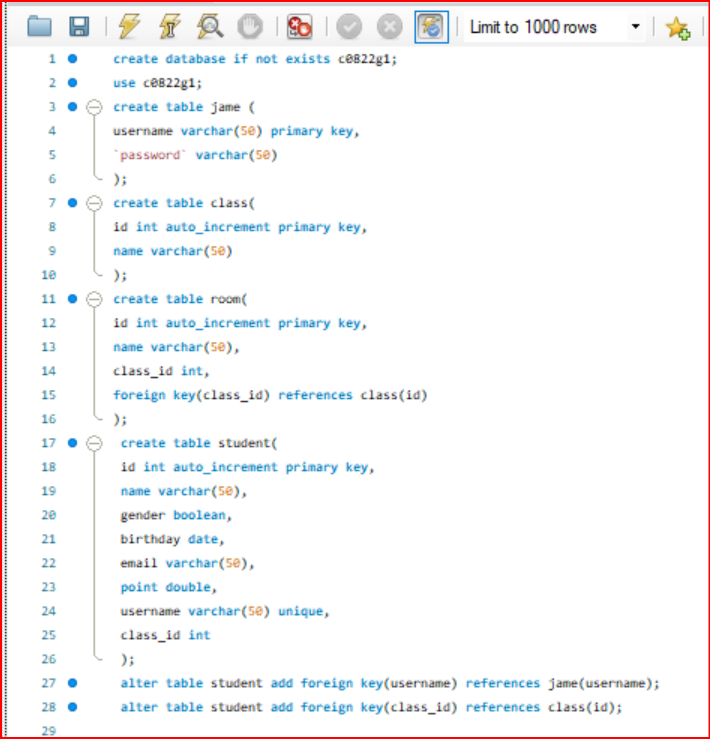 Limit to 1000 rows
1 create database if not exists c0822g1;
2 use c0822g1;
3 create table jame (
4 username varchar(50) primary key,
5 `password` varchar(50)
6 );
7 create table class(
8 id int auto_increment primary key,
9 name varchar(50)
10 );
11 create table room(
12 id int auto_increment primary key,
13 name varchar(50),
14 class_id int,
15 foreign key(class_id) references class(id)
16 );
17 create table student(
18 id int auto_increment primary key,
19 name varchar(50),
20 gender boolean,
21 birthday date,
22 email varchar(50),
23 point double,
24 username varchar(50) unique,
25 class_id int
26 );
27 alter table student add foreign key(username) references jame(username);
28 alter table student add foreign key(class_id) references class(id);
29